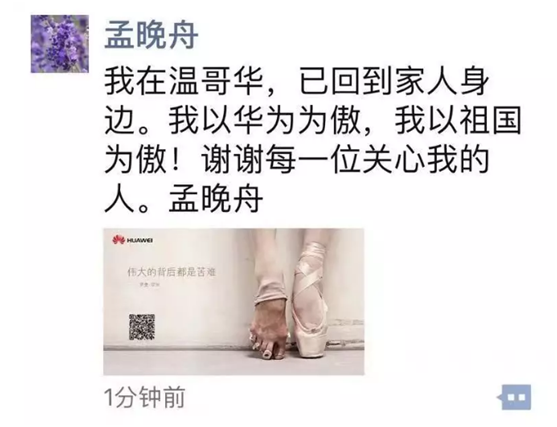 孟晚舟
我在温哥华，已回到家人身
边。我以华为为傲，我以祖国
为傲！谢谢每一位关心我的
人。孟晚舟
HUAWEI
伟大的背后都是苦难
1分钟前